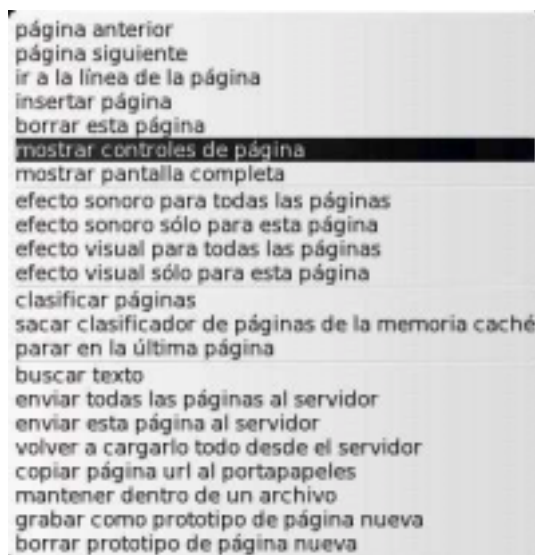 página anterior
página siguiente
ir a la línea de la página
insertar página
borrar esta página
mostrar controles de página
mostrar pantalla completa
efecto sonoro para todas las páginas
efecto sonoro sólo para esta página
efecto visual para todas las páginas
efecto visual sólo para esta página
clasificar páginas
sacar clasificador de páginas de la memoria caché
parar en la última página
buscar texto
enviar todas las páginas al servidor
enviar esta página al servidor
volver a cargarlo todo desde el servidor
copiar página url al portapapeles
mantener dentro de un archivo
grabar como prototipo de página nueva
borrar prototipo de página nueva